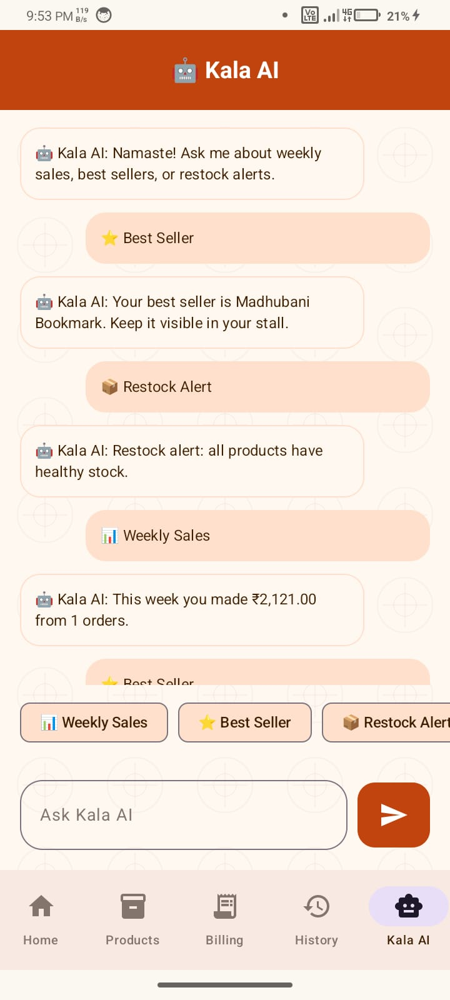 9:53 PM 119 B/s VoLTE 4G 21%
🤖 Kala AI
🤖 Kala AI: Namaste! Ask me about weekly
sales, best sellers, or restock alerts.
⭐ Best Seller
🤖 Kala AI: Your best seller is Madhubani
Bookmark. Keep it visible in your stall.
📦 Restock Alert
🤖 Kala AI: Restock alert: all products have
healthy stock.
📊 Weekly Sales
🤖 Kala AI: This week you made ₹2,121.00
from 1 orders.
⭐ Best Seller
📊 Weekly Sales ⭐ Best Seller 📦 Restock Alert
Ask Kala AI
Home Products Billing History Kala AI